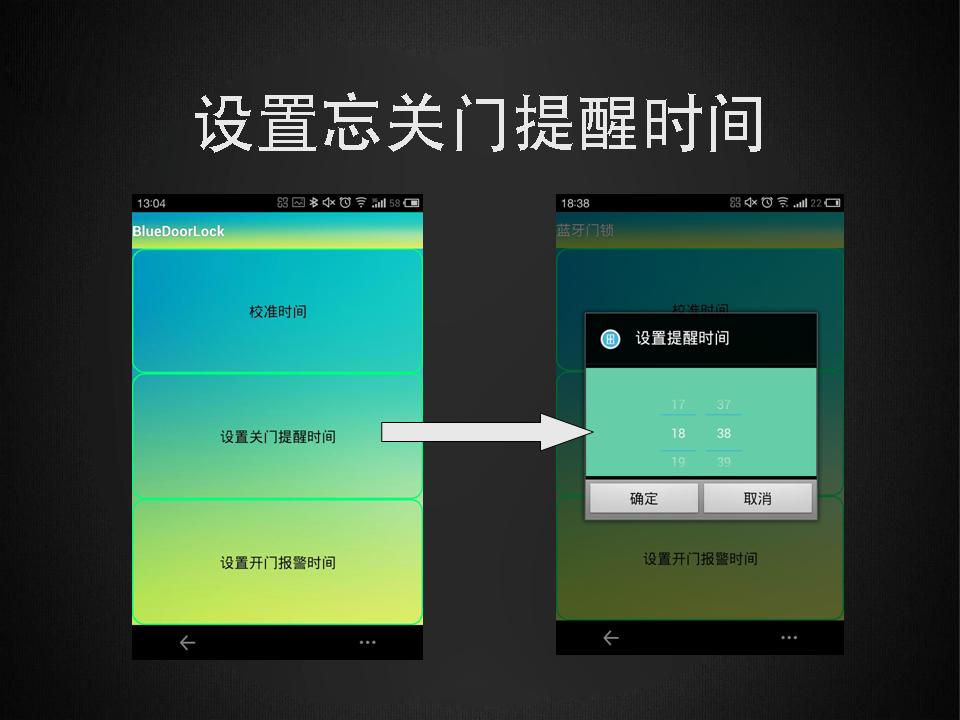 设置忘关门提醒时间
13:04
58
BlueDoorLock
校准时间
设置关门提醒时间
设置开门报警时间
18:38
22
蓝牙门锁
校准时间
设置提醒时间
17 37
18 38
19 39
确定 取消
设置开门报警时间